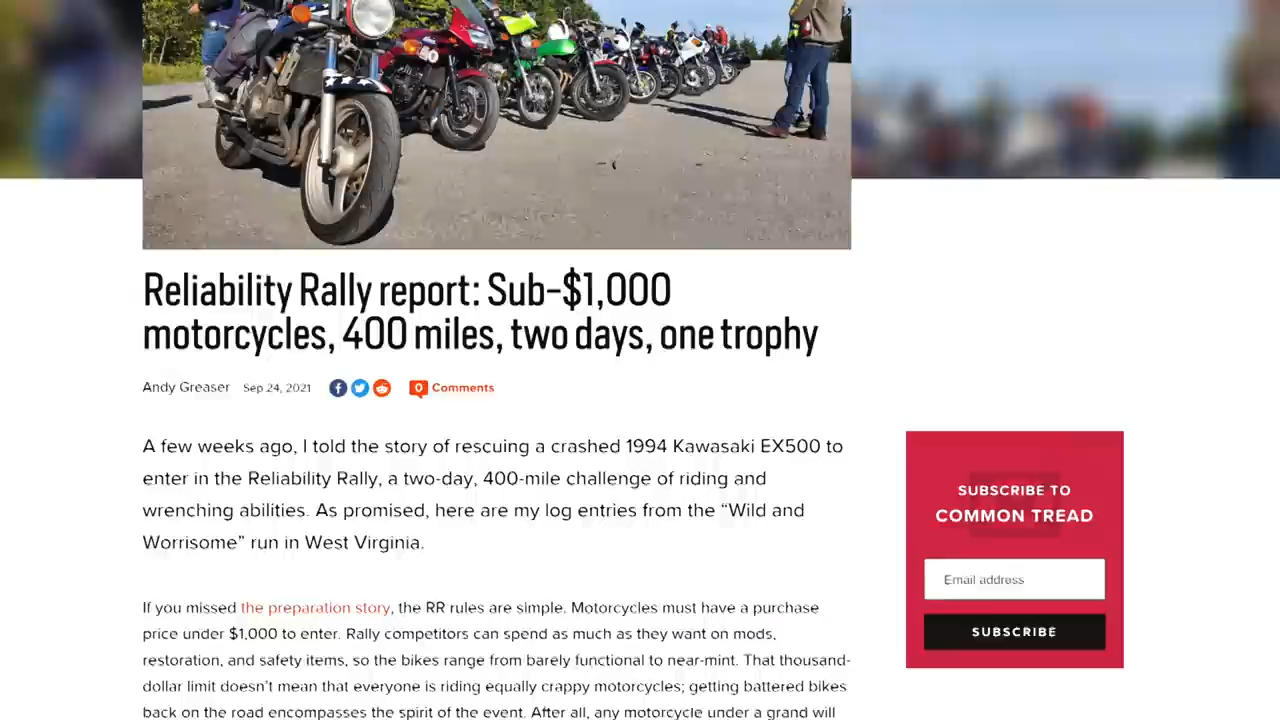 Reliability Rally report: Sub-$1,000
motorcycles, 400 miles, two days, one trophy
Andy Greaser Sep 24, 2021 0 Comments
A few weeks ago, I told the story of rescuing a crashed 1994 Kawasaki EX500 to
enter in the Reliability Rally, a two-day, 400-mile challenge of riding and
wrenching abilities. As promised, here are my log entries from the “Wild and
Worrisome” run in West Virginia.
If you missed the preparation story, the RR rules are simple. Motorcycles must have a purchase
price under $1,000 to enter. Rally competitors can spend as much as they want on mods,
restoration, and safety items, so the bikes range from barely functional to near-mint. That thousand-
dollar limit doesn't mean that everyone is riding equally crappy motorcycles; getting battered bikes
back on the road encompasses the spirit of the event. After all, any motorcycle under a grand will
SUBSCRIBE TO
COMMON TREAD
Email address
SUBSCRIBE